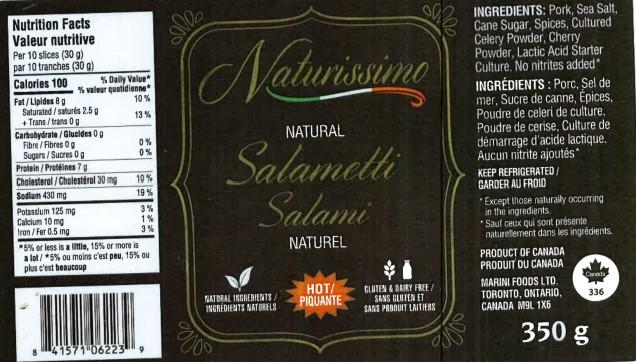 Nutrition Facts
Valeur nutritive
Per 10 slices (30 g)
par 10 tranches (30 g)
Calories 100
% Daily Value*
% valeur quotidienne*
Fat / Lipides 8 g 10 %
Saturated / saturés 2.5 g
+ Trans / trans 0 g 13 %
Carbohydrate / Glucides 0 g
Fibre / Fibres 0 g 0 %
Sugars / Sucres 0 g 0 %
Protein / Protéines 7 g
Cholesterol / Cholestérol 30 mg 10 %
Sodium 430 mg 19 %
Potassium 125 mg 3 %
Calcium 10 mg 1 %
Iron / Fer 0.5 mg 3 %
*5% or less is a little, 15% or more is
a lot / *5% ou moins c'est peu, 15% ou
plus c'est beaucoup
8 41571 06223 9
Naturissimo
NATURAL
Salametti
Salami
NATUREL
NATURAL INGREDIENTS /
INGRÉDIENTS NATURELS
HOT/
PIQUANTE
GLUTEN & DAIRY FREE /
SANS GLUTEN ET
SANS PRODUIT LAITIERS
INGREDIENTS: Pork, Sea Salt,
Cane Sugar, Spices, Cultured
Celery Powder, Cherry
Powder, Lactic Acid Starter
Culture. No nitrites added*
INGRÉDIENTS : Porc, Sel de
mer, Sucre de canne, Épices,
Poudre de celeri de culture,
Poudre de cerise, Culture de
démarrage d'acide lactique.
Aucun nitrite ajoutés*
KEEP REFRIGERATED /
GARDER AU FROID
* Except those naturally occurring
in the ingredients.
* Sauf ceux qui sont présente
naturellement dans les ingrédients.
PRODUCT OF CANADA
PRODUIT DU CANADA
MARINI FOODS LTD.
TORONTO, ONTARIO,
CANADA M9L 1X6
Canada
336
350 g